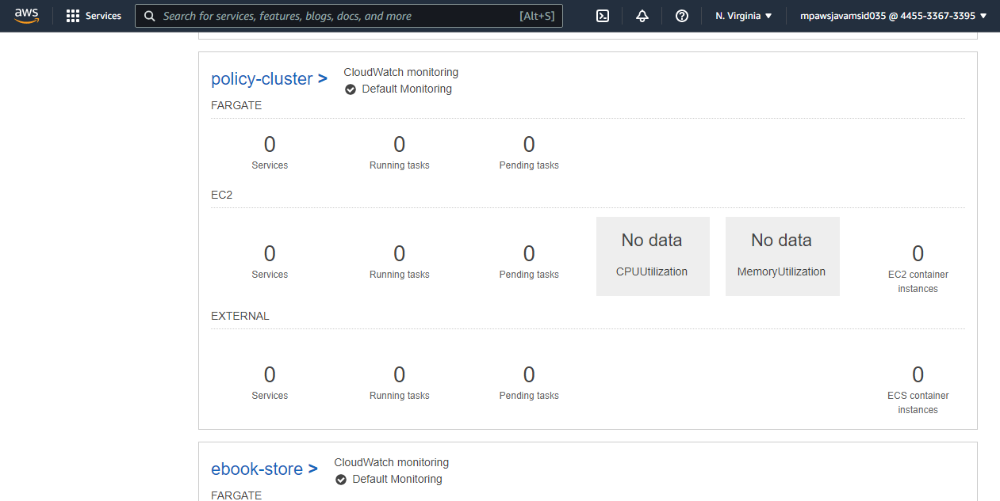 aws Services Search for services, features, blogs, docs, and more [Alt+S] N. Virginia ▼ mpawsjavamsid035 @ 4455-3367-3395 ▼
policy-cluster > CloudWatch monitoring
Default Monitoring
FARGATE
0 0 0
Services Running tasks Pending tasks
EC2
No data No data
0 0 0 0
CPUUtilization MemoryUtilization
Services Running tasks Pending tasks EC2 container
instances
EXTERNAL
0 0 0 0
Services Running tasks Pending tasks ECS container
instances
ebook-store > CloudWatch monitoring
Default Monitoring
FARGATE